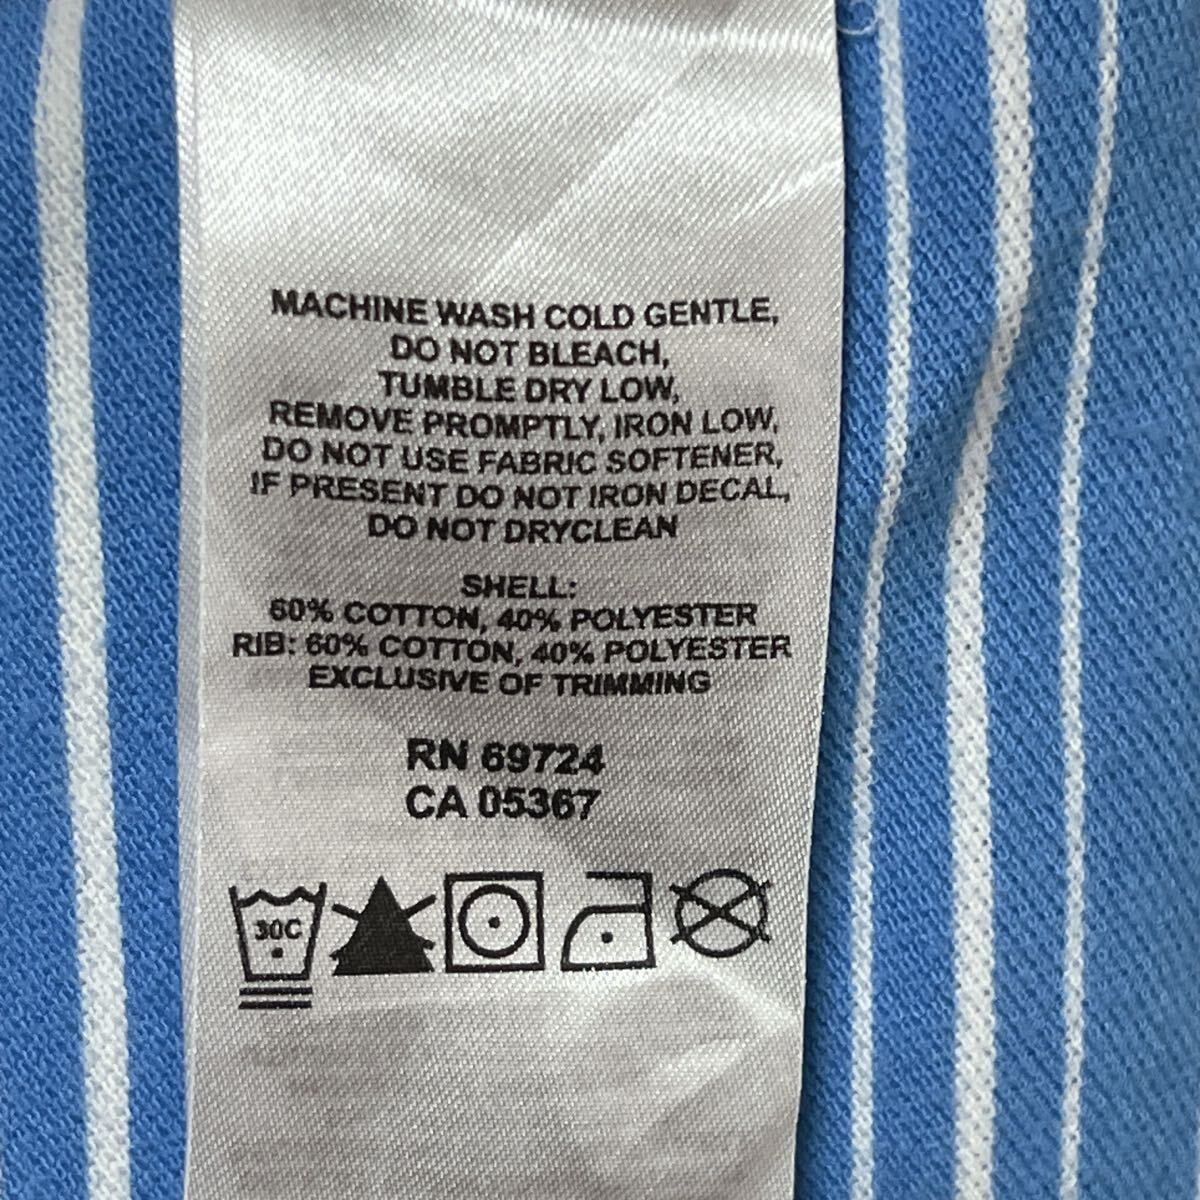 MACHINE WASH COLD GENTLE,
DO NOT BLEACH,
TUMBLE DRY LOW,
REMOVE PROMPTLY, IRON LOW,
DO NOT USE FABRIC SOFTENER,
IF PRESENT DO NOT IRON DECAL,
DO NOT DRYCLEAN
SHELL:
60% COTTON, 40% POLYESTER
RIB: 60% COTTON, 40% POLYESTER
EXCLUSIVE OF TRIMMING
RN 69724
CA 05367
30C